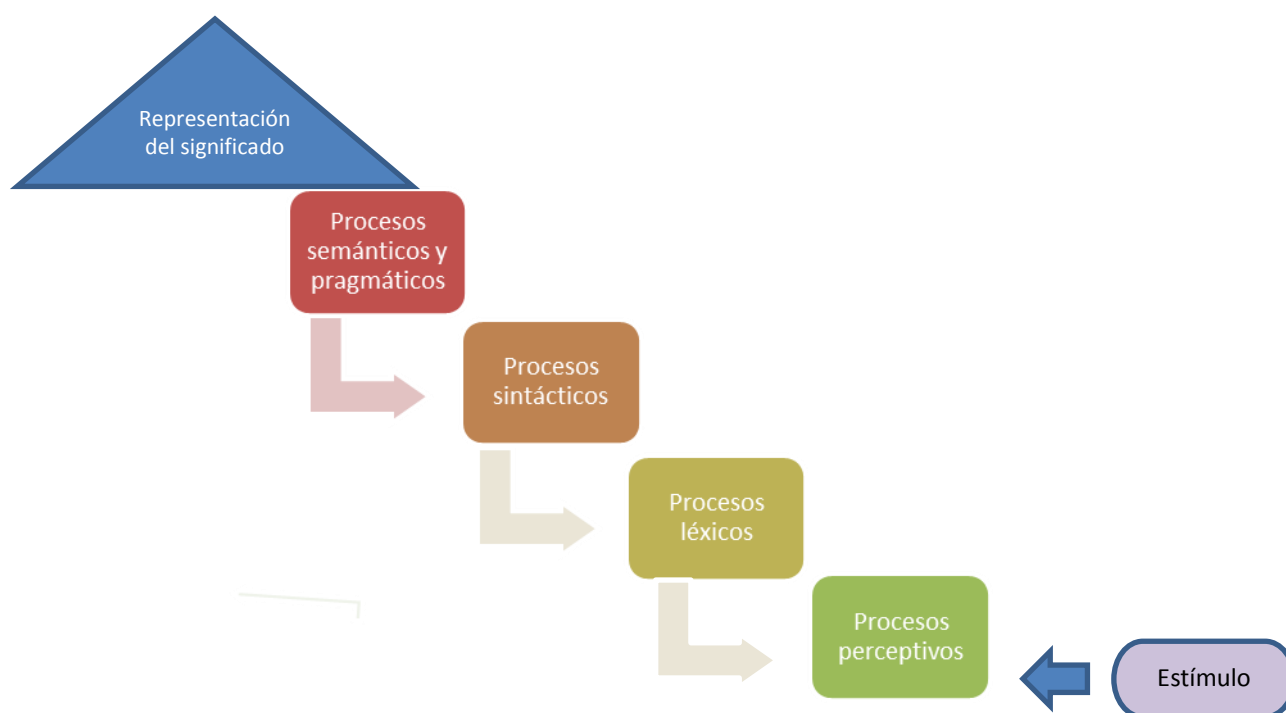 Representación
del significado
Procesos
semánticos y
pragmáticos
Procesos
sintácticos
Procesos
léxicos
Procesos
perceptivos
Estímulo